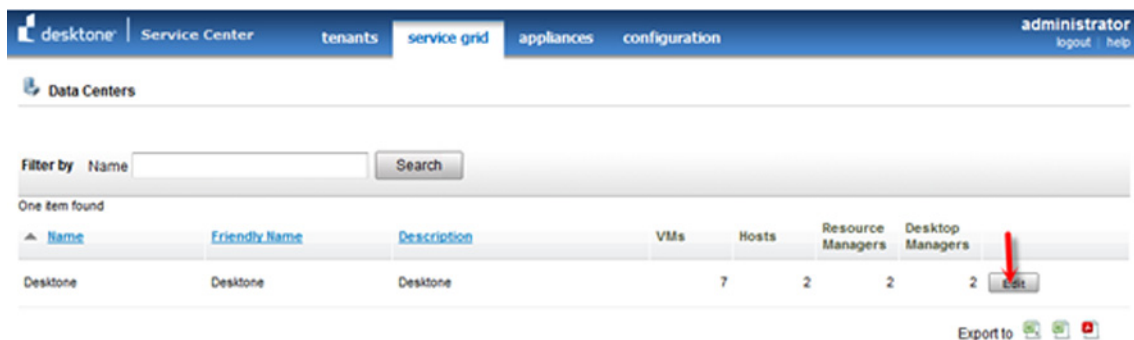 desktone Service Center tenants service grid appliances configuration administrator
logout help
Data Centers
Filter by Name Search
One item found
Name Friendly Name Description VMs Hosts Resource Managers Desktop Managers
Desktone Desktone Desktone 7 2 2 2 Edit
Export to